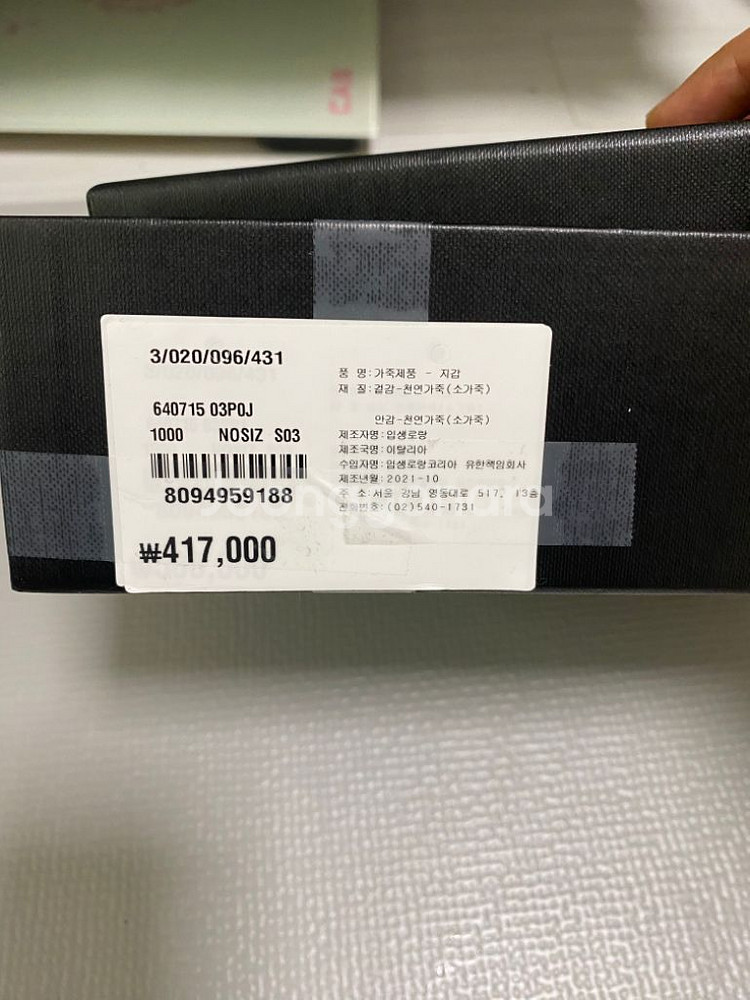 CAS
3/020/096/431
640715 03P0J
1000 NOSIZ S03
8094959188
₩417,000
품 명:가죽제품 - 지갑
재 질:겉감-천연가죽(소가죽)
안감-천연가죽(소가죽)
제조자명:입생로랑
제조국명:이탈리아
수입자명:입생로랑코리아 유한책임회사
제조년월:2021-10
주 소:서울 강남 영동대로 517, 13층
전화번호:(02)540-1731